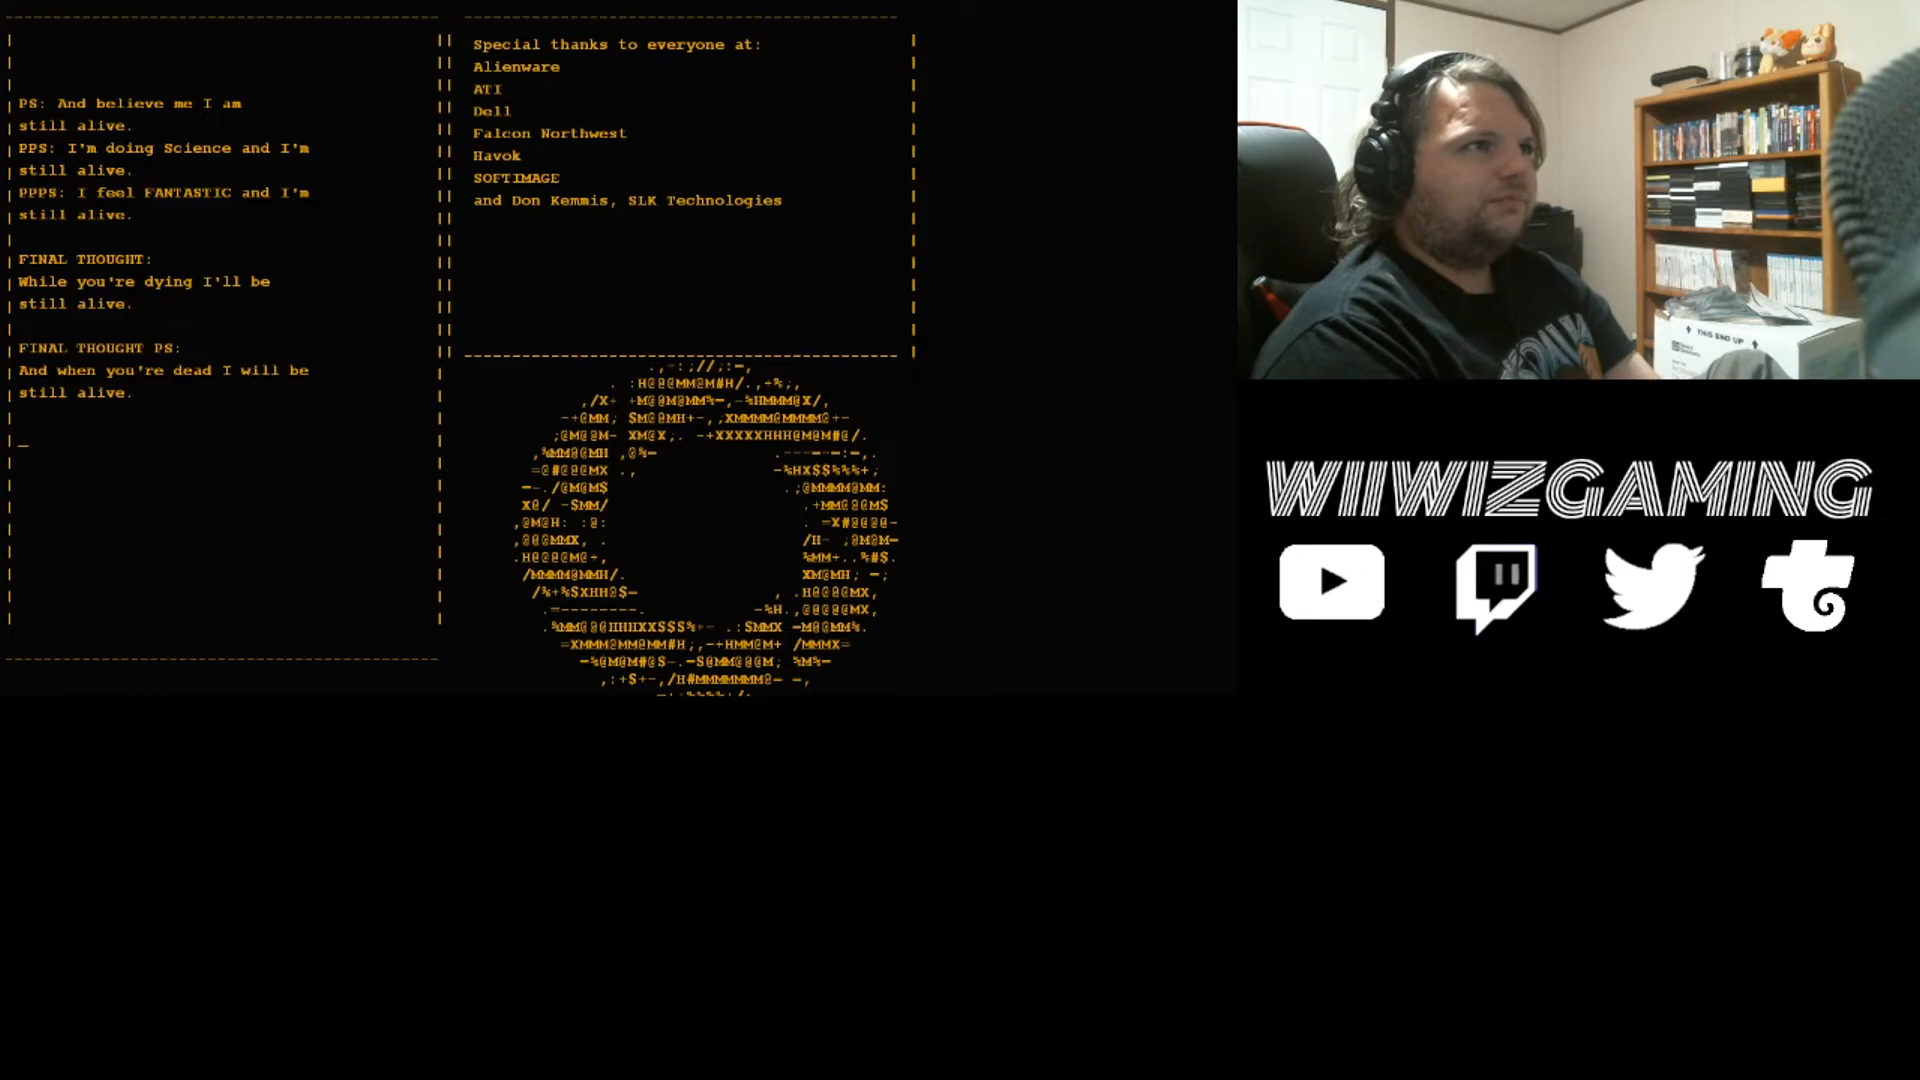 PS: And believe me I am
still alive.
PPS: I'm doing Science and I'm
still alive.
PPPS: I feel FANTASTIC and I'm
still alive.
FINAL THOUGHT:
While you're dying I'll be
still alive.
FINAL THOUGHT PS:
And when you're dead I will be
still alive.
_
Special thanks to everyone at:
Alienware
ATI
Dell
Falcon Northwest
Havok
SOFTIMAGE
and Don Kemmis, SLK Technologies
THIS END UP
WIIWIZGAMING